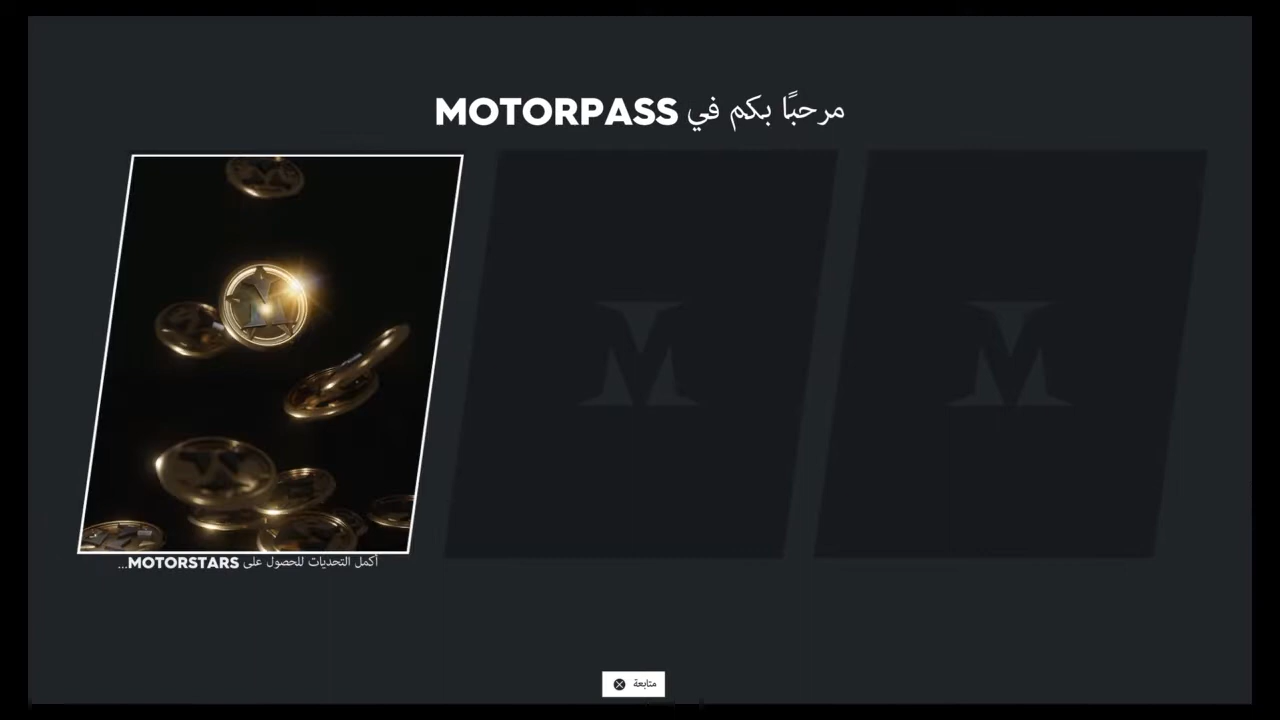 مرحبًا بكم في MOTORPASS
أكمل التحديات للحصول على MOTORSTARS...
متابعة